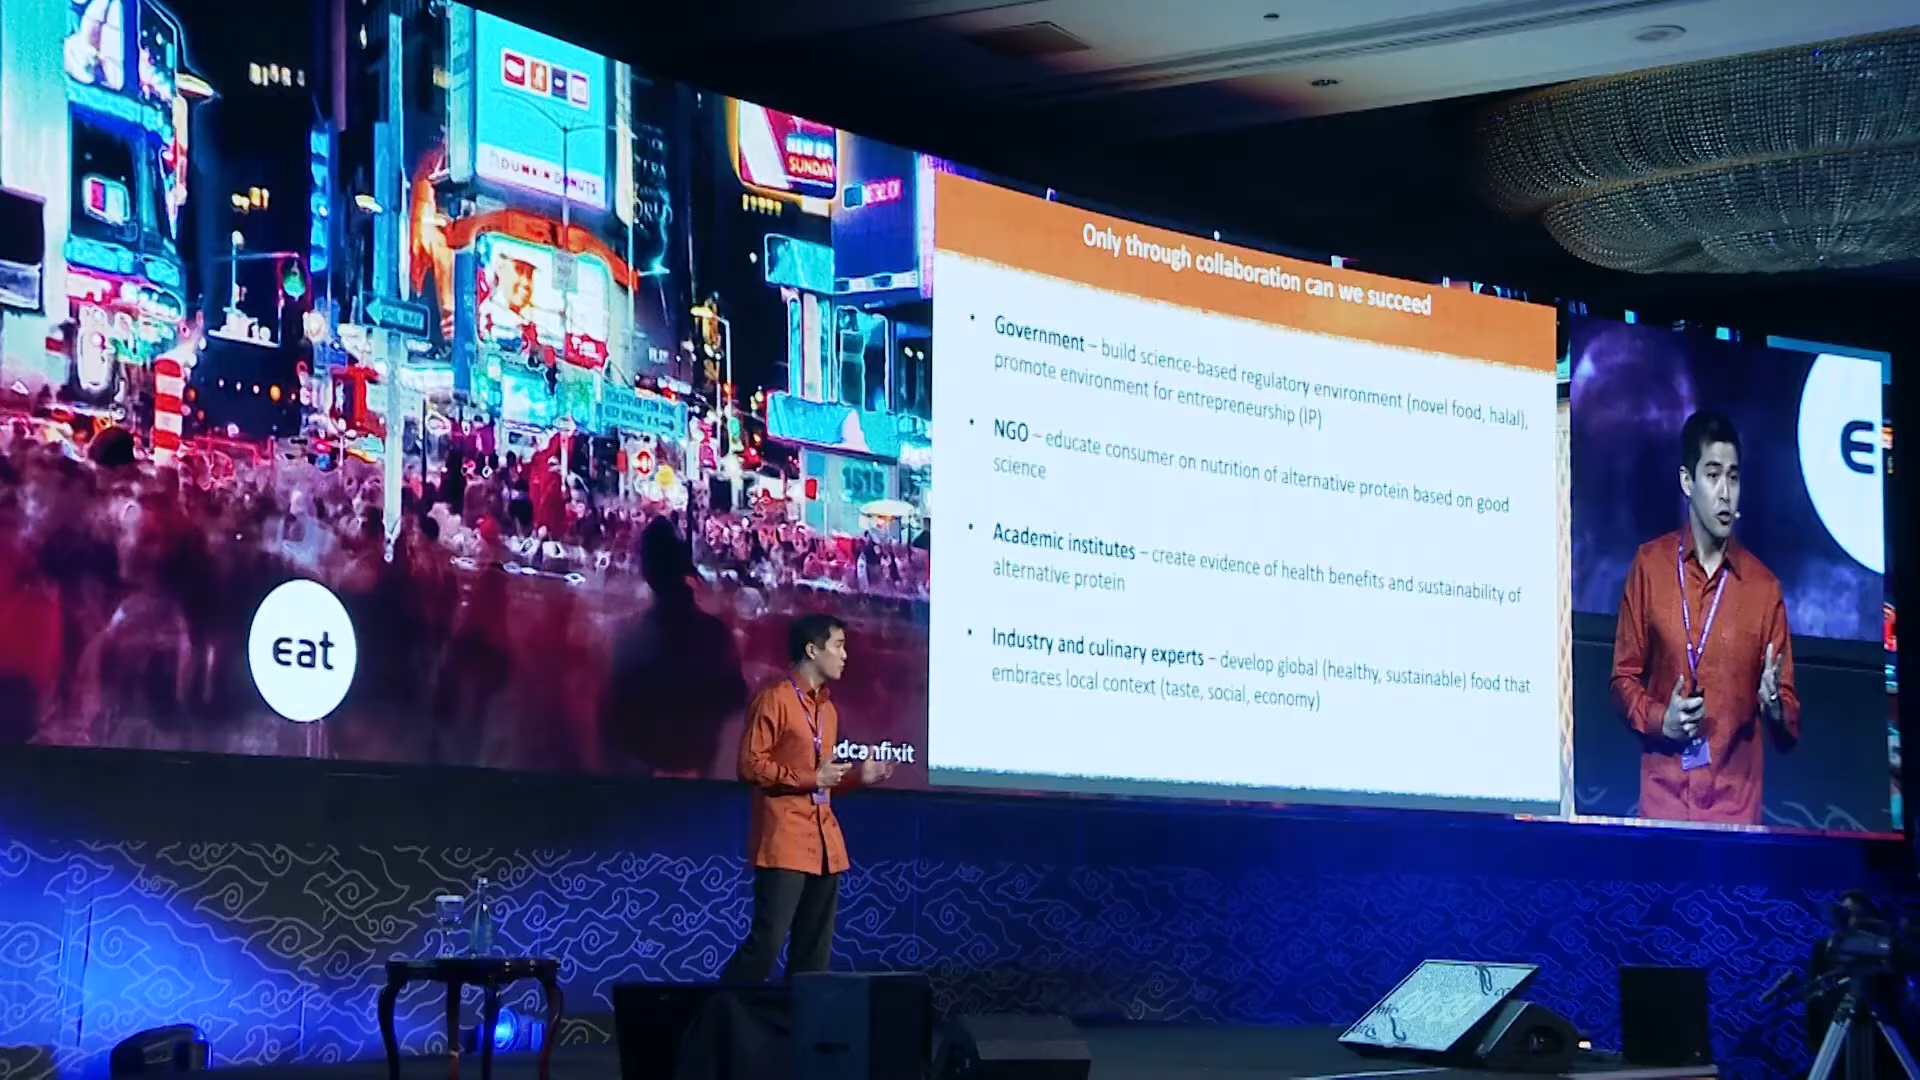 DUNKIN DONUTS
SUNDAY
ONE WAY
1515
eat
dcanfixit
Only through collaboration can we succeed
• Government – build science-based regulatory environment (novel food, halal),
promote environment for entrepreneurship (IP)
• NGO – educate consumer on nutrition of alternative protein based on good
science
• Academic institutes – create evidence of health benefits and sustainability of
alternative protein
• Industry and culinary experts – develop global (healthy, sustainable) food that
embraces local context (taste, social, economy)